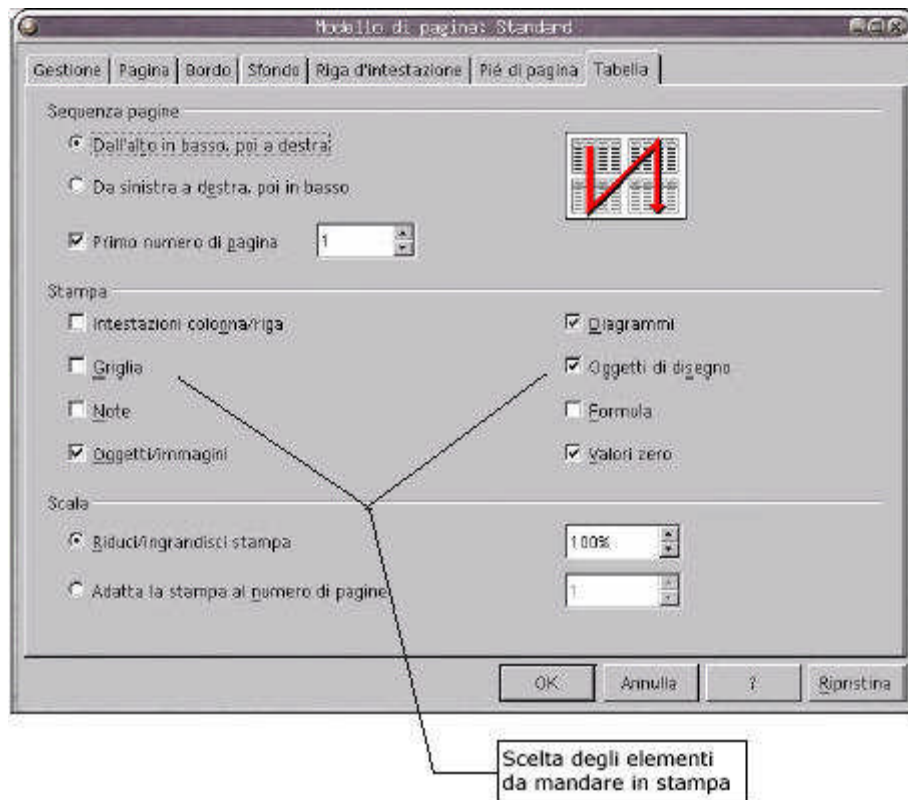 Modello di pagina: Standard
Gestione Pagina Bordo Sfondo Riga d'intestazione Piè di pagina Tabella
Sequenza pagine
Dall'alto in basso, poi a destra
Da sinistra a destra, poi in basso
Primo numero di pagina 1
Stampa
Intestazioni cologna/riga Diagrammi
Griglia Oggetti di disegno
Note Formula
Oggetti/immagini Valori zero
Scala
Riduci/ingrandisci stampa 100%
Adatta la stampa al numero di pagine 1
OK Annulla ? Ripristina
Scelta degli elementi
da mandare in stampa